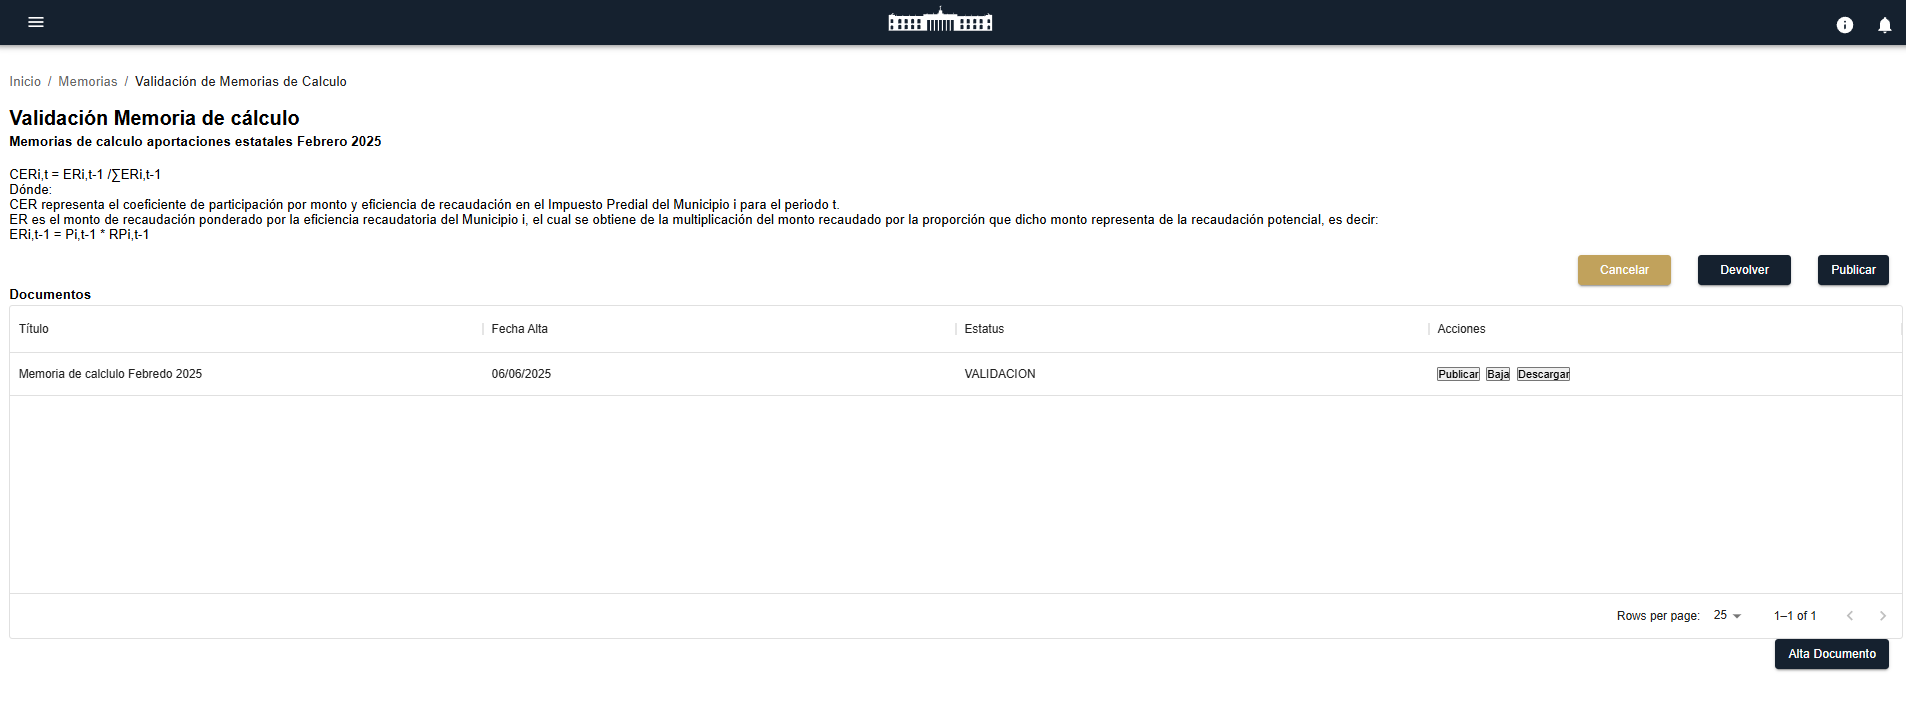 Inicio / Memorias / Validación de Memorias de Calculo
Validación Memoria de cálculo
Memorias de calculo aportaciones estatales Febrero 2025
CERi,t = ERi,t-1 /∑ERi,t-1
Dónde:
CER representa el coeficiente de participación por monto y eficiencia de recaudación en el Impuesto Predial del Municipio i para el periodo t.
ER es el monto de recaudación ponderado por la eficiencia recaudatoria del Municipio i, el cual se obtiene de la multiplicación del monto recaudado por la proporción que dicho monto representa de la recaudación potencial, es decir:
ERi,t-1 = Pi,t-1 * RPi,t-1
Cancelar Devolver Publicar
Documentos
Título Fecha Alta Estatus Acciones
Memoria de calclulo Febredo 2025 06/06/2025 VALIDACION Publicar Baja Descargar
Rows per page: 25 1–1 of 1
Alta Documento